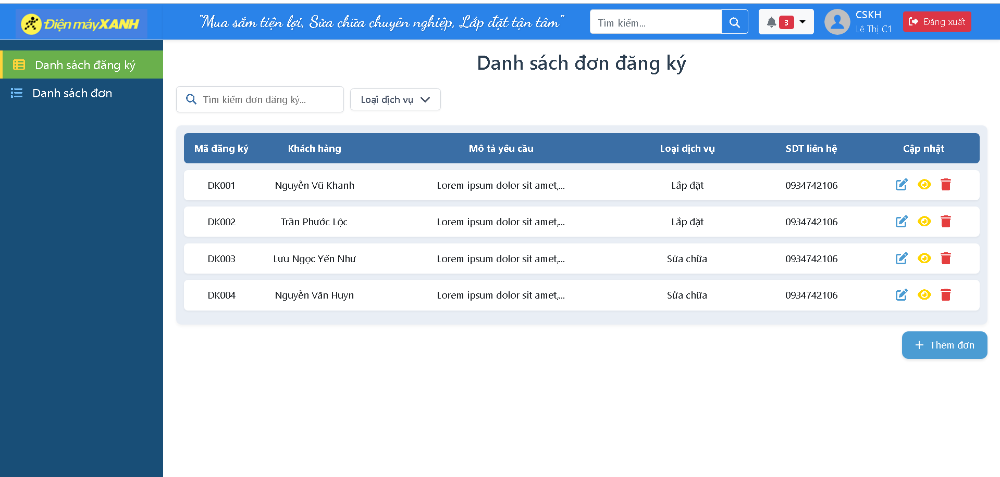 Điện máyXANH
"Mua sắm tiện lợi, Sửa chữa chuyên nghiệp, Lắp đặt tận tâm"
Tìm kiếm...
3
CSKH
Lê Thị C1
Đăng xuất
Danh sách đăng ký
Danh sách đơn
Danh sách đơn đăng ký
Tìm kiếm đơn đăng ký...
Loại dịch vụ
Mã đăng ký Khách hàng Mô tả yêu cầu Loại dịch vụ SDT liên hệ Cập nhật
DK001 Nguyễn Vũ Khanh Lorem ipsum dolor sit amet,... Lắp đặt 0934742106
DK002 Trần Phước Lộc Lorem ipsum dolor sit amet,... Lắp đặt 0934742106
DK003 Lưu Ngọc Yến Như Lorem ipsum dolor sit amet,... Sửa chữa 0934742106
DK004 Nguyễn Văn Huyn Lorem ipsum dolor sit amet,... Sửa chữa 0934742106
+ Thêm đơn